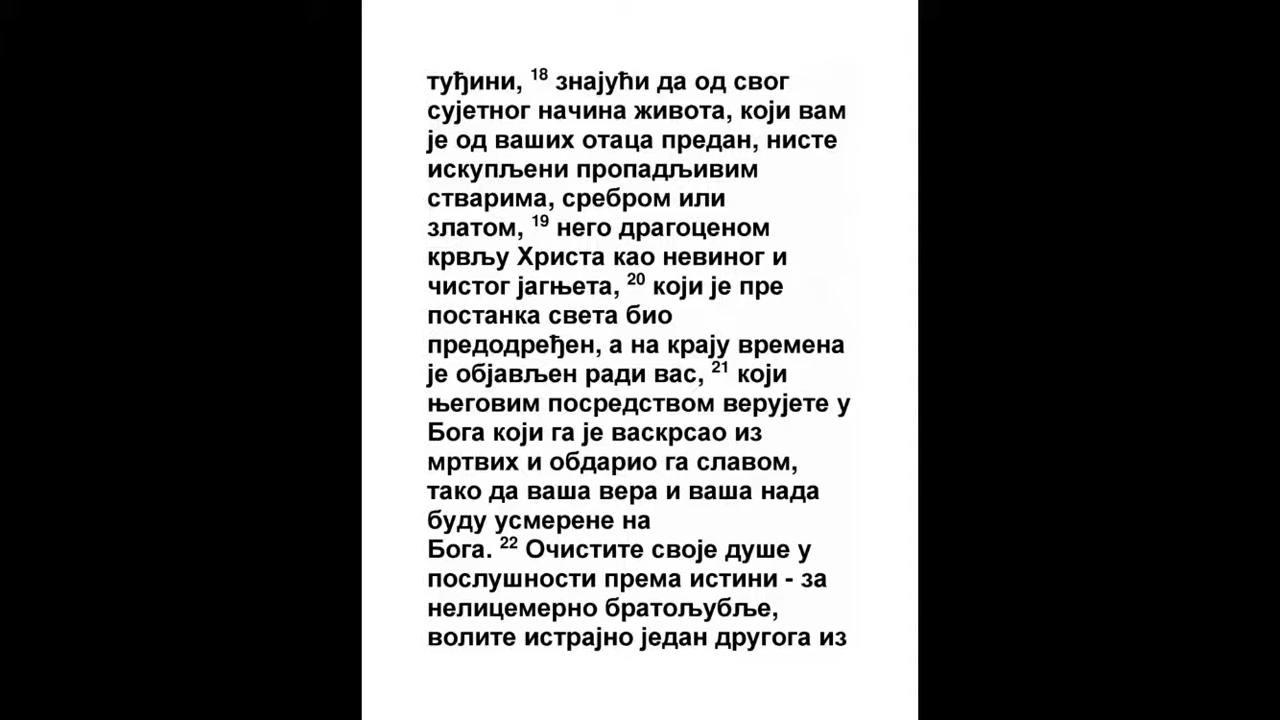 туђини, 18 знајући да од свог
сујетног начина живота, који вам
је од ваших отаца предан, нисте
искупљени пропадљивим
стварима, сребром или
златом, 19 него драгоценом
крвљу Христа као невиног и
чистог јагњета, 20 који је пре
постанка света био
предодређен, а на крају времена
је објављен ради вас, 21 који
његовим посредством верујете у
Бога који га је васкрсао из
мртвих и обдарио га славом,
тако да ваша вера и ваша нада
буду усмерене на
Бога. 22 Очистите своје душе у
послушности према истини - за
нелицемерно братољубље,
волите истрајно један другога из